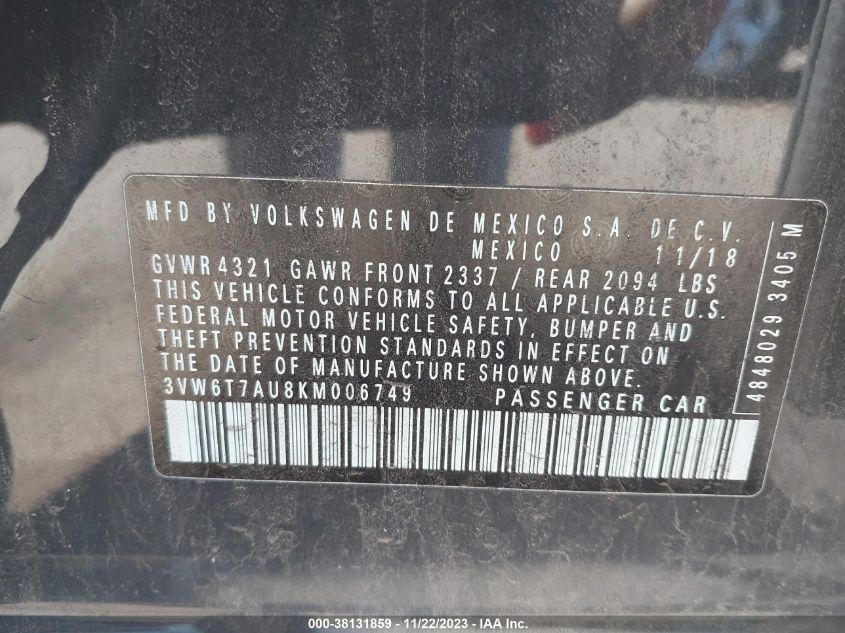 MFD BY VOLKSWAGEN DE MEXICO S.A. DE C.V.
MEXICO 11/18
GVWR 4321 GAWR FRONT 2337 / REAR 2094 LBS
THIS VEHICLE CONFORMS TO ALL APPLICABLE U.S.
FEDERAL MOTOR VEHICLE SAFETY, BUMPER AND
THEFT PREVENTION STANDARDS IN EFFECT ON
THE DATE OF MANUFACTURE SHOWN ABOVE.
3VW6T7AU8KM006749 PASSENGER CAR
4848029 3405 M
000-38131859 - 11/22/2023 - © IAA Inc.